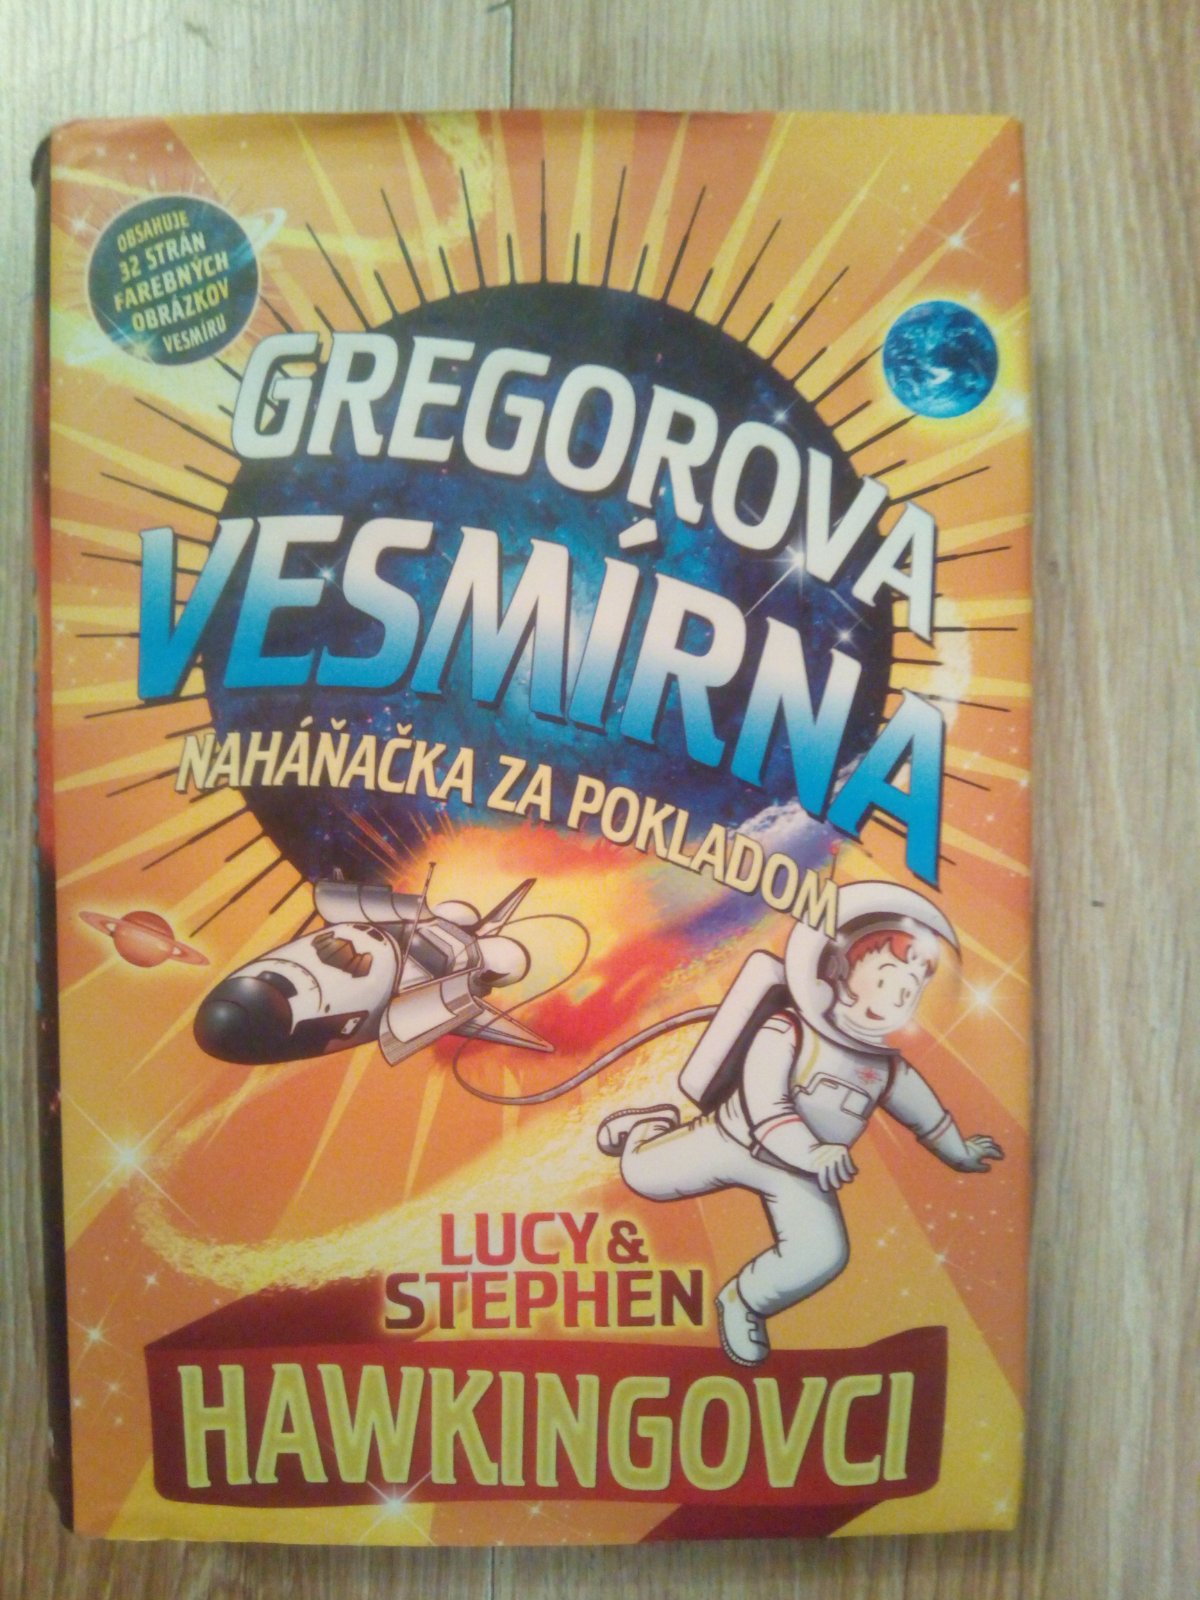 OBSAHUJE
32 STRÁN
FAREBNÝCH
OBRÁZKOV
VESMÍRU
GREGOROVA
VESMÍRNA
NAHÁŇAČKA ZA POKLADOM
LUCY &
STEPHEN
HAWKINGOVCI